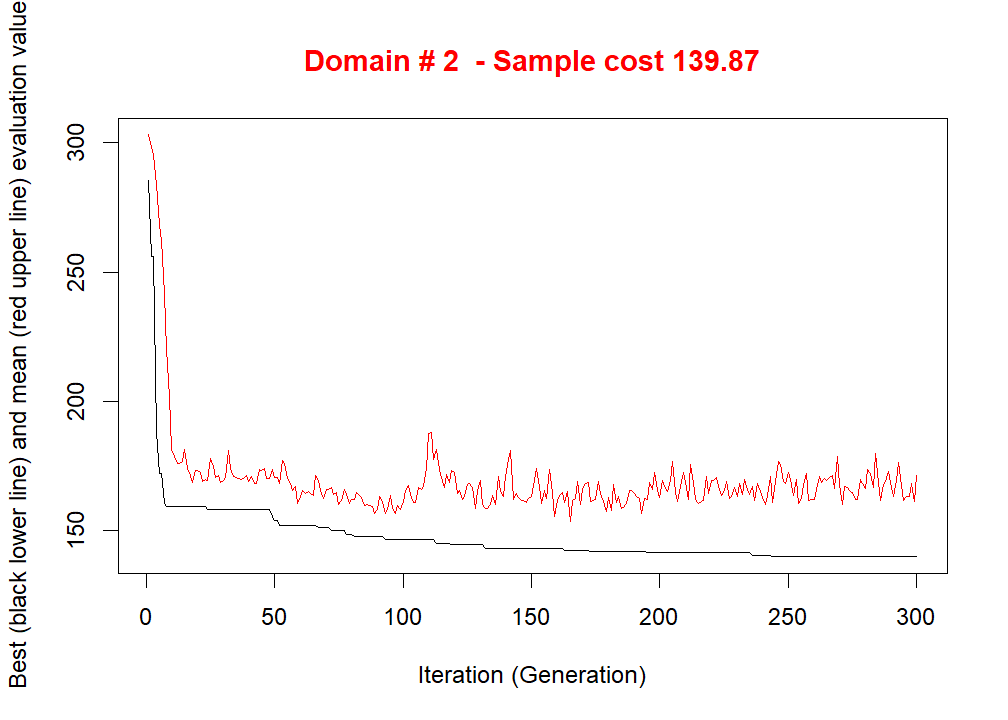 Domain # 2  - Sample cost 139.87
Best (black lower line) and mean (red upper line) evaluation value
300
250
200
150
0 50 100 150 200 250 300
Iteration (Generation)